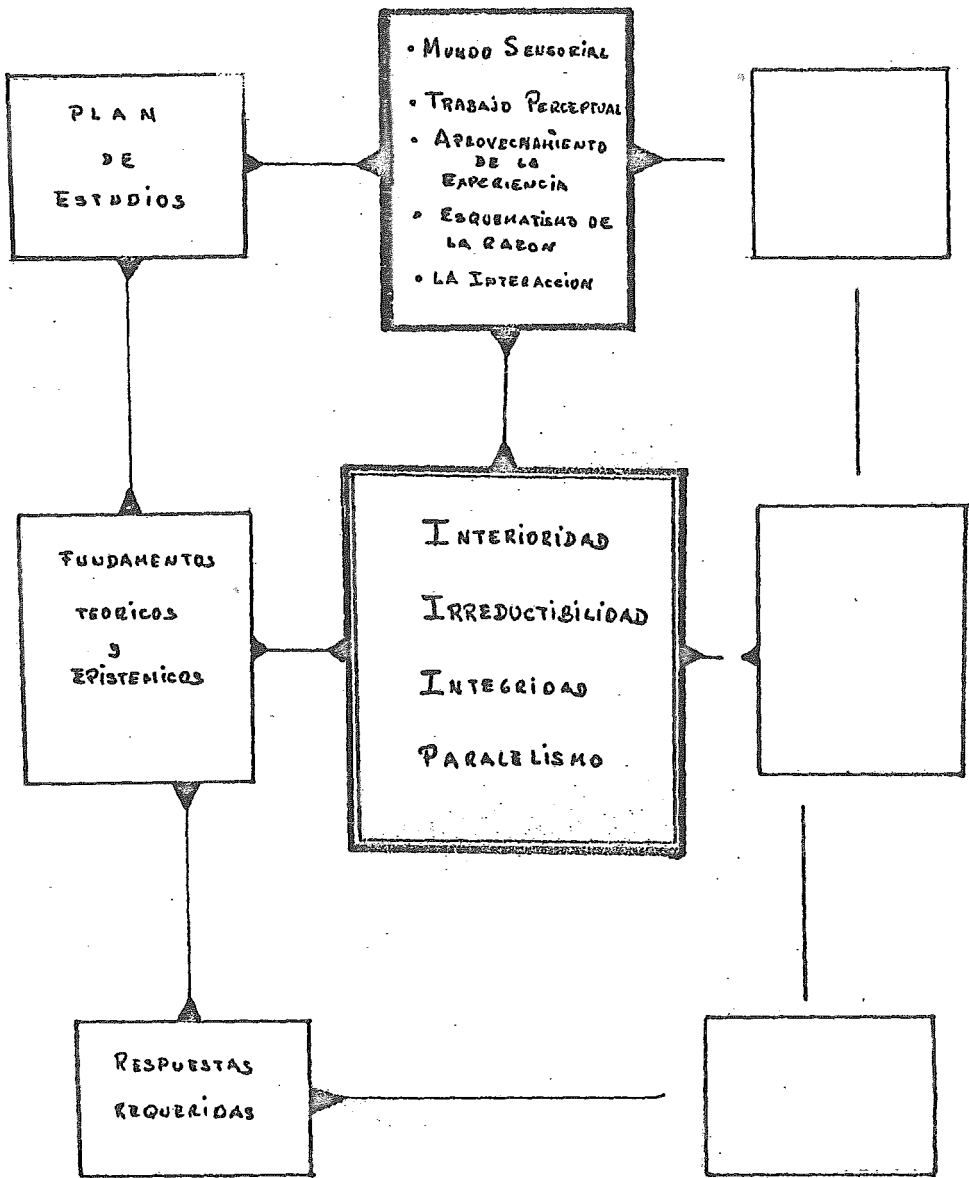 PLAN
DE
ESTUDIOS
• MUNDO SENSORIAL
• TRABAJO PERCEPTUAL
• APROVECHAMIENTO
DE LA
EXPERIENCIA
• ESQUEMATISMO DE
LA RAZON
• LA INTERACCION
FUNDAMENTOS
TEORICOS
Y
EPISTEMICOS
INTERIORIDAD
IRREDUCTIBILIDAD
INTEGRIDAD
PARALELISMO
RESPUESTAS
REQUERIDAS